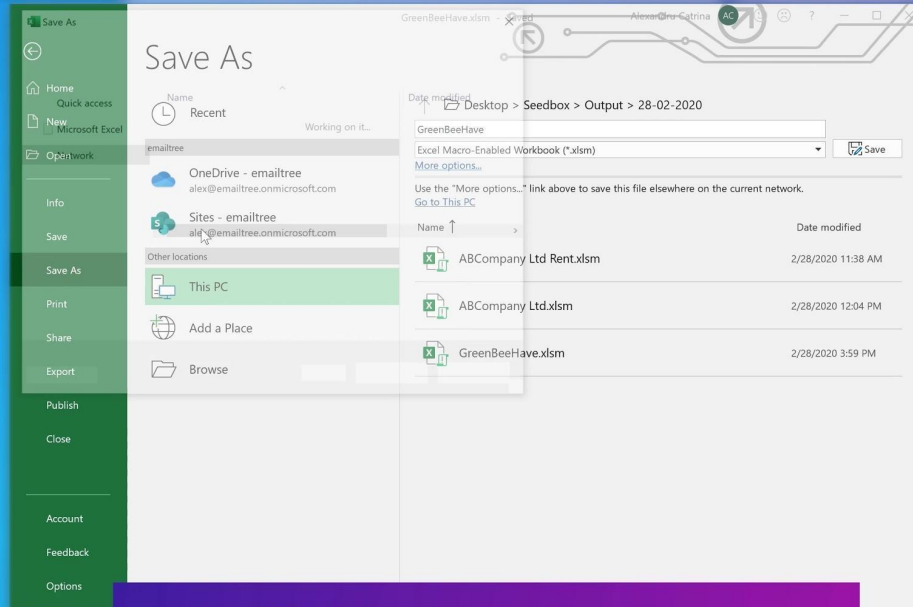 Save As
GreenBeeHave.xlsm - Saved
Alexandru Catrina
AC
?
Save As
Home
New
Open
Info
Save
Save As
Print
Share
Export
Publish
Close
Account
Feedback
Options
Quick access
Microsoft Excel
Network
Name
Date modified
Working on it...
Recent
emailtree
OneDrive - emailtree
alex@emailtree.onmicrosoft.com
Sites - emailtree
alex@emailtree.onmicrosoft.com
Other locations
This PC
Add a Place
Browse
Desktop > Seedbox > Output > 28-02-2020
GreenBeeHave
Excel Macro-Enabled Workbook (*.xlsm)
Save
More options...
Use the "More options..." link above to save this file elsewhere on the current network.
Go to This PC
Name
Date modified
ABCompany Ltd Rent.xlsm
2/28/2020 11:38 AM
ABCompany Ltd.xlsm
2/28/2020 12:04 PM
GreenBeeHave.xlsm
2/28/2020 3:59 PM